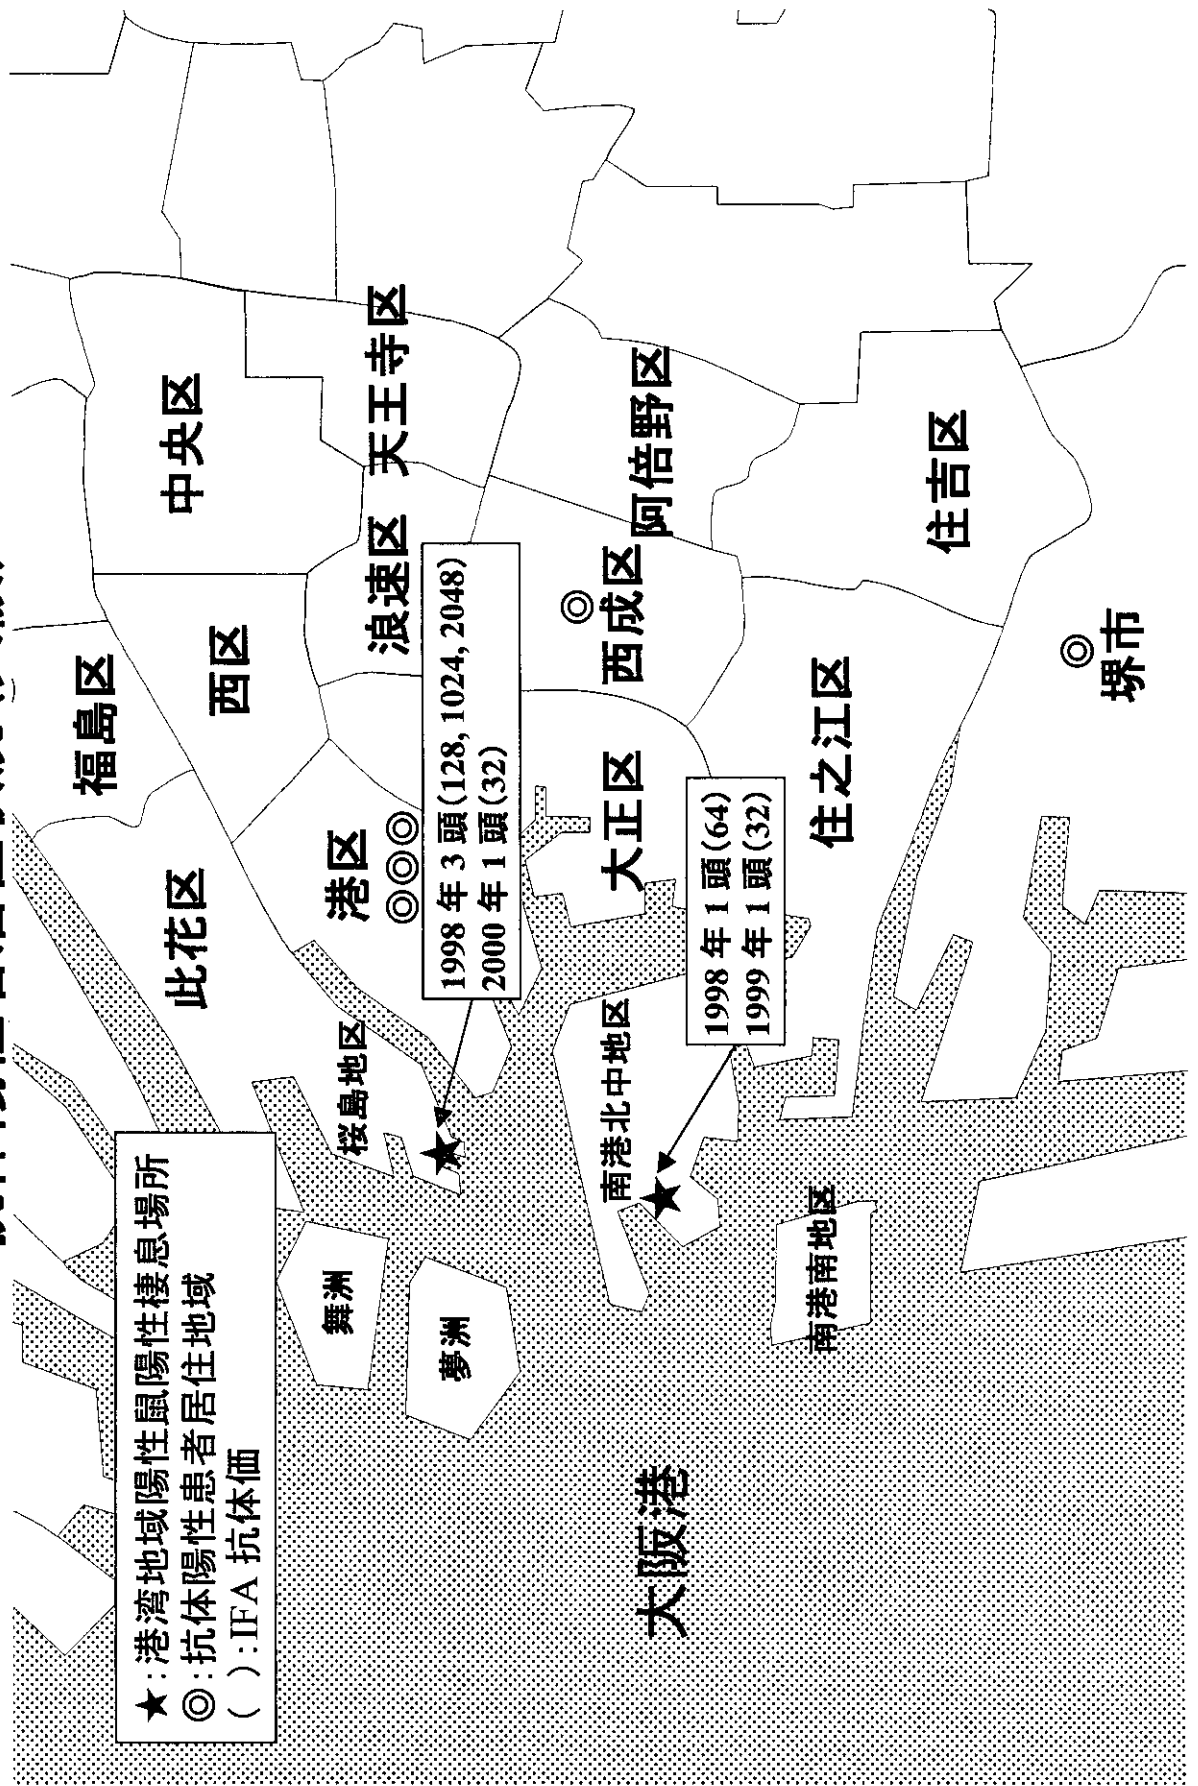 ★:港湾地域陽性鼠陽性棲息場所
◎:抗体陽性患者居住地域
( ):IFA 抗体価
福島区
中央区
西区
此花区
浪速区
天王寺区
港区
◎◎◎
1998 年 3 頭(128, 1024, 2048)
2000 年 1 頭(32)
桜島地区
舞洲
夢洲
西成区
阿倍野区
大正区
南港北中地区
1998 年 1 頭(64)
1999 年 1 頭(32)
住之江区
住吉区
南港南地区
大阪港
堺市